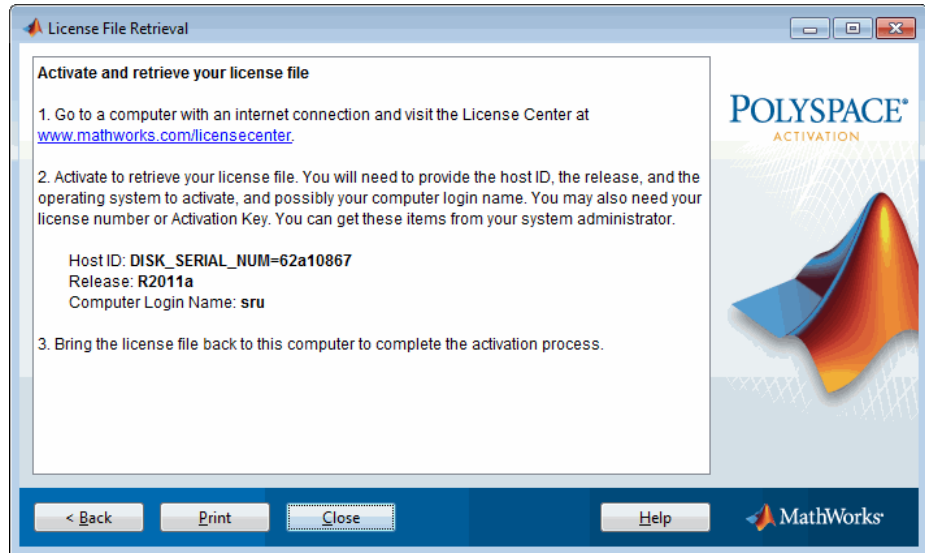 License File Retrieval
Activate and retrieve your license file
1. Go to a computer with an internet connection and visit the License Center at
www.mathworks.com/licensecenter.
2. Activate to retrieve your license file. You will need to provide the host ID, the release, and the
operating system to activate, and possibly your computer login name. You may also need your
license number or Activation Key. You can get these items from your system administrator.
Host ID: DISK_SERIAL_NUM=62a10867
Release: R2011a
Computer Login Name: sru
3. Bring the license file back to this computer to complete the activation process.
POLYSPACE®
ACTIVATION
< Back
Print
Close
Help
MathWorks®